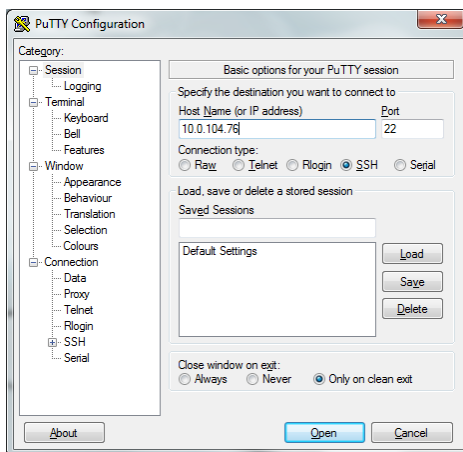 PuTTY Configuration
Category:
Session
Logging
Terminal
Keyboard
Bell
Features
Window
Appearance
Behaviour
Translation
Selection
Colours
Connection
Data
Proxy
Telnet
Rlogin
SSH
Serial
Basic options for your PuTTY session
Specify the destination you want to connect to
Host Name (or IP address) Port
10.0.104.76 22
Connection type:
Raw Telnet Rlogin SSH Serial
Load, save or delete a stored session
Saved Sessions
Default Settings
Load
Save
Delete
Close window on exit:
Always Never Only on clean exit
About Open Cancel